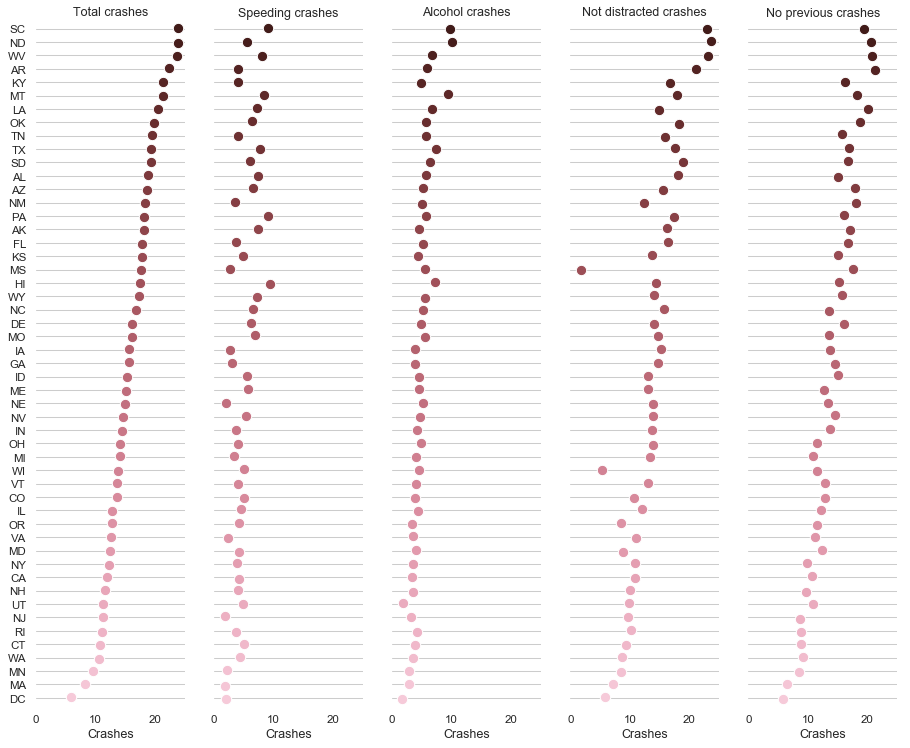 Total crashes Speeding crashes Alcohol crashes Not distracted crashes No previous crashes
SC
ND
WV
AR
KY
MT
LA
OK
TN
TX
SD
AL
AZ
NM
PA
AK
FL
KS
MS
HI
WY
NC
DE
MO
IA
GA
ID
ME
NE
NV
IN
OH
MI
WI
VT
CO
IL
OR
VA
MD
NY
CA
NH
UT
NJ
RI
CT
WA
MN
MA
DC
0 10 20 0 10 20 0 10 20 0 10 20 0 10 20
Crashes Crashes Crashes Crashes Crashes